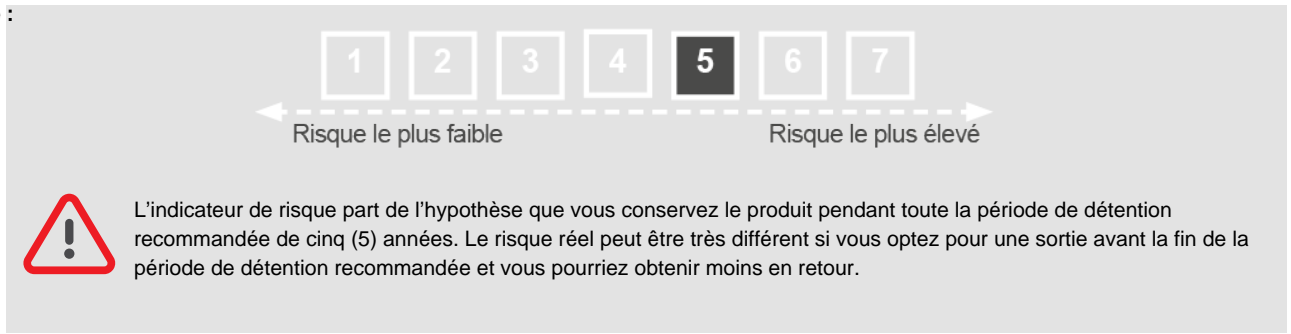 :
1 2 3 4 5 6 7
Risque le plus faible Risque le plus élevé
L'indicateur de risque part de l'hypothèse que vous conservez le produit pendant toute la période de détention
recommandée de cinq (5) années. Le risque réel peut être très différent si vous optez pour une sortie avant la fin de la
période de détention recommandée et vous pourriez obtenir moins en retour.